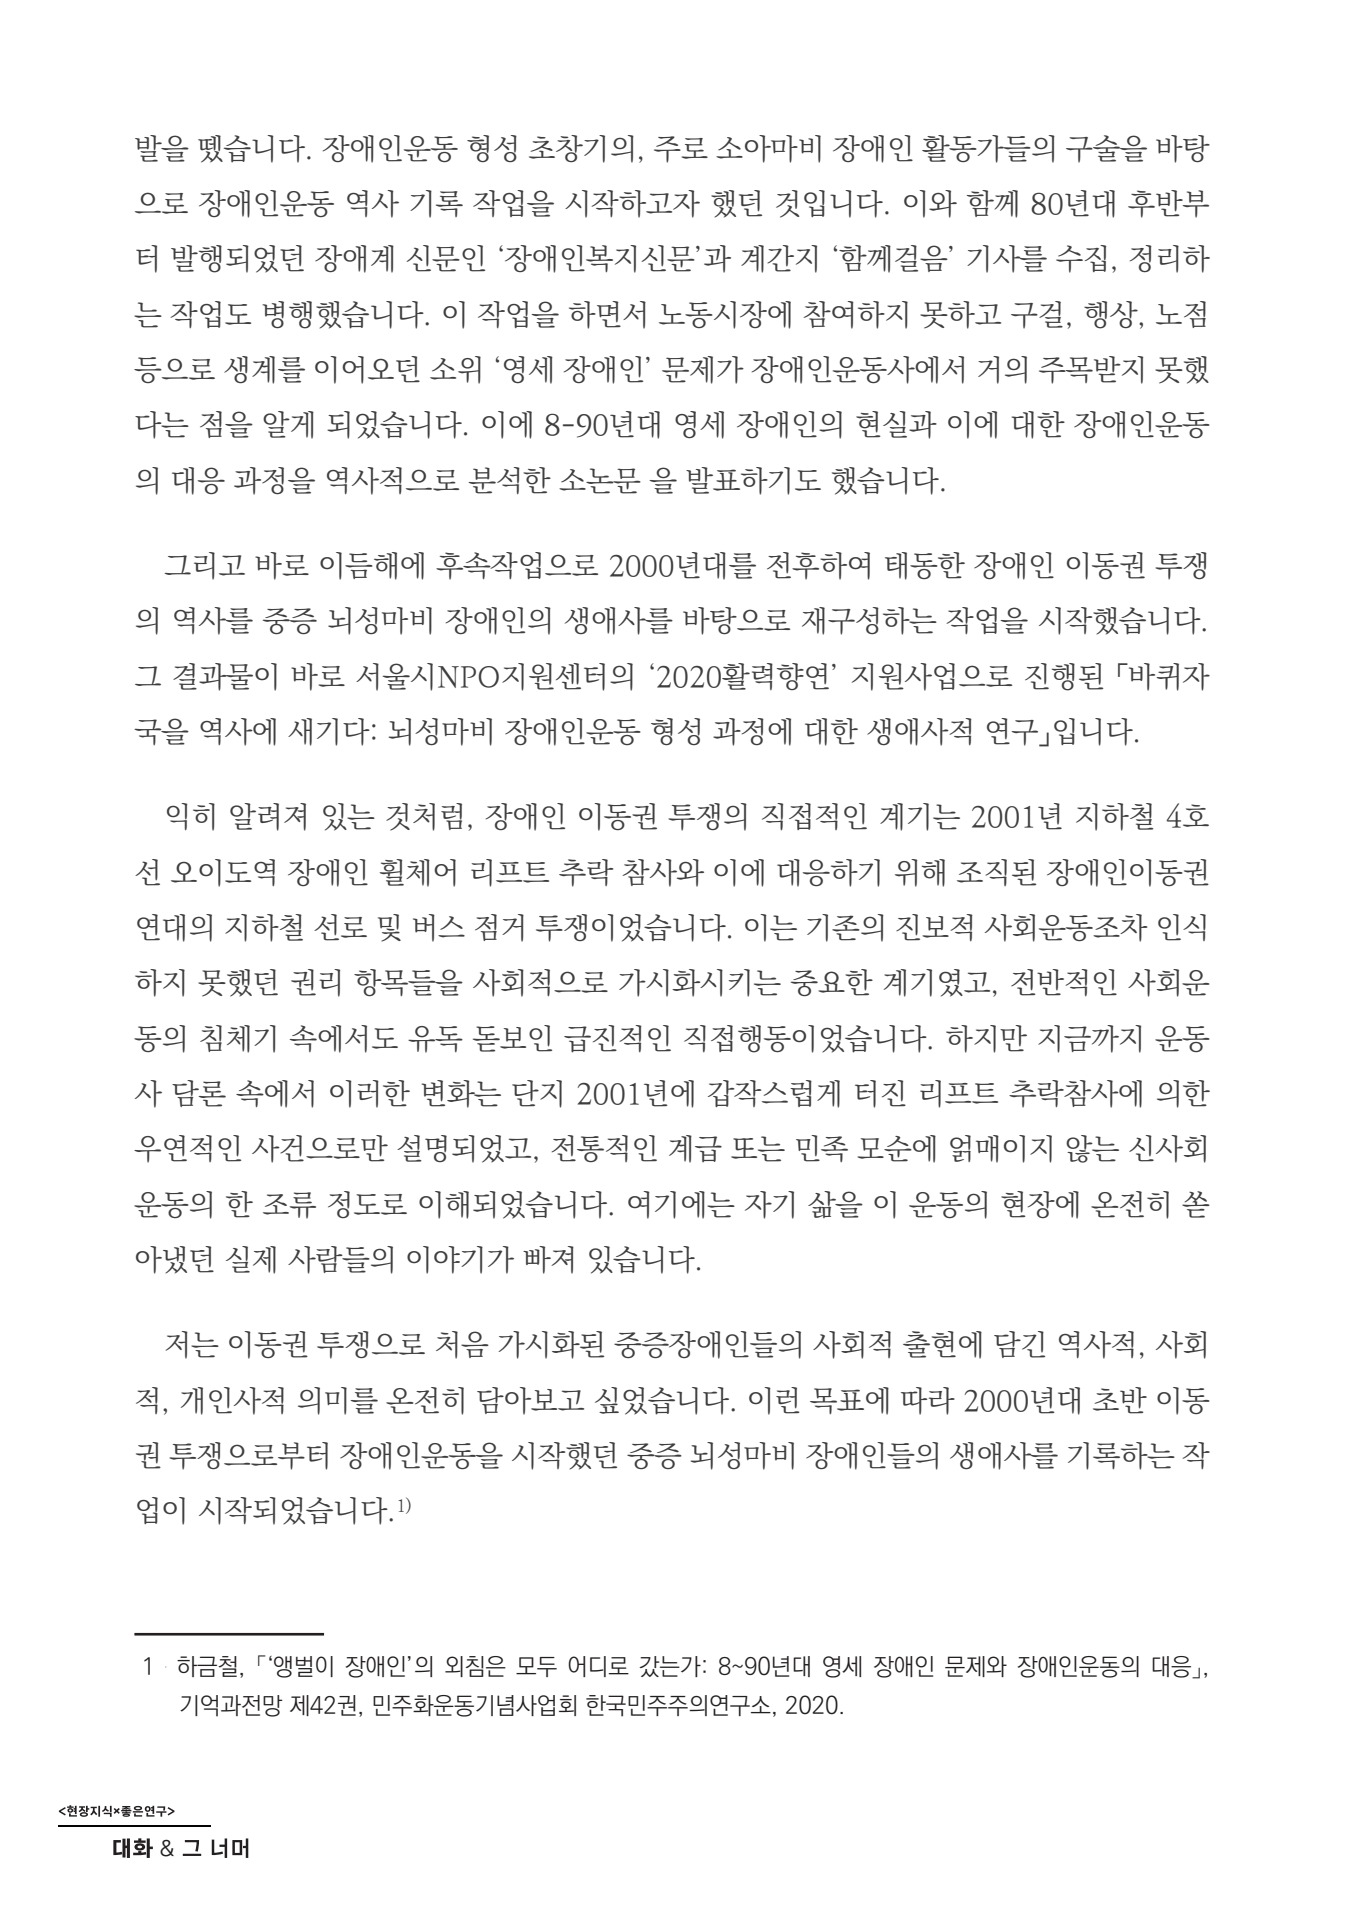 발을 뗐습니다. 장애인운동 형성 초창기의, 주로 소아마비 장애인 활동가들의 구술을 바탕
으로 장애인운동 역사 기록 작업을 시작하고자 했던 것입니다. 이와 함께 80년대 후반부
터 발행되었던 장애계 신문인 ‘장애인복지신문’과 계간지 ‘함께걸음’ 기사를 수집, 정리하
는 작업도 병행했습니다. 이 작업을 하면서 노동시장에 참여하지 못하고 구걸, 행상, 노점
등으로 생계를 이어오던 소위 ‘영세 장애인’ 문제가 장애인운동사에서 거의 주목받지 못했
다는 점을 알게 되었습니다. 이에 8-90년대 영세 장애인의 현실과 이에 대한 장애인운동
의 대응 과정을 역사적으로 분석한 소논문 을 발표하기도 했습니다.
그리고 바로 이듬해에 후속작업으로 2000년대를 전후하여 태동한 장애인 이동권 투쟁
의 역사를 중증 뇌성마비 장애인의 생애사를 바탕으로 재구성하는 작업을 시작했습니다.
그 결과물이 바로 서울시NPO지원센터의 ‘2020활력향연’ 지원사업으로 진행된 「바퀴자
국을 역사에 새기다: 뇌성마비 장애인운동 형성 과정에 대한 생애사적 연구」입니다.
익히 알려져 있는 것처럼, 장애인 이동권 투쟁의 직접적인 계기는 2001년 지하철 4호
선 오이도역 장애인 휠체어 리프트 추락 참사와 이에 대응하기 위해 조직된 장애인이동권
연대의 지하철 선로 및 버스 점거 투쟁이었습니다. 이는 기존의 진보적 사회운동조차 인식
하지 못했던 권리 항목들을 사회적으로 가시화시키는 중요한 계기였고, 전반적인 사회운
동의 침체기 속에서도 유독 돋보인 급진적인 직접행동이었습니다. 하지만 지금까지 운동
사 담론 속에서 이러한 변화는 단지 2001년에 갑작스럽게 터진 리프트 추락참사에 의한
우연적인 사건으로만 설명되었고, 전통적인 계급 또는 민족 모순에 얽매이지 않는 신사회
운동의 한 조류 정도로 이해되었습니다. 여기에는 자기 삶을 이 운동의 현장에 온전히 쏟
아냈던 실제 사람들의 이야기가 빠져 있습니다.
저는 이동권 투쟁으로 처음 가시화된 중증장애인들의 사회적 출현에 담긴 역사적, 사회
적, 개인사적 의미를 온전히 담아보고 싶었습니다. 이런 목표에 따라 2000년대 초반 이동
권 투쟁으로부터 장애인운동을 시작했던 중증 뇌성마비 장애인들의 생애사를 기록하는 작
업이 시작되었습니다.1)
1 하금철, 「‘앵벌이 장애인’의 외침은 모두 어디로 갔는가: 8~90년대 영세 장애인 문제와 장애인운동의 대응」,
기억과전망 제42권, 민주화운동기념사업회 한국민주주의연구소, 2020.
<현장지식×좋은연구>
대화 & 그 너머